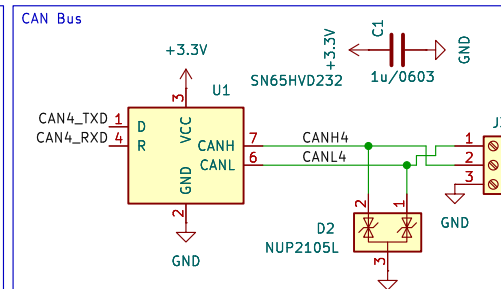 CAN Bus
+3.3V
+3.3V
C1
GND
1u/0603
SN65HVD232
U1
3
VCC
CAN4_TXD 1 D
CAN4_RXD 4 R
CANH 7 CANH4
CANL 6 CANL4
GND
2
GND
1
2
3
GND
D2
NUP2105L
2
1
3